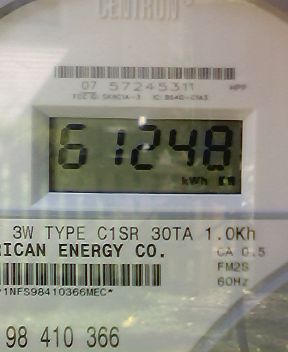 CENTRON®
07 57245311
61248
kWh
3W TYPE C1SR 30TA 1.0Kh
RICAN ENERGY CO.
CA 0.5
FM2S
60Hz
*1NFS98410366MEC*
98 410 366